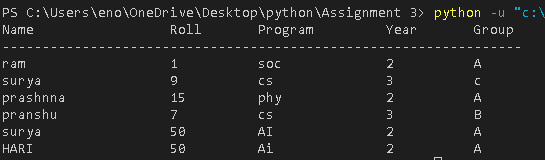 PS C:\Users\eno\OneDrive\Desktop\python\Assignment 3> python -u "c:\
Name Roll Program Year Group
--------------------------------------------------------------------
ram 1 soc 2 A
surya 9 cs 3 c
prashnna 15 phy 2 A
pranshu 7 cs 3 B
surya 50 AI 2 A
HARI 50 Ai 2 A